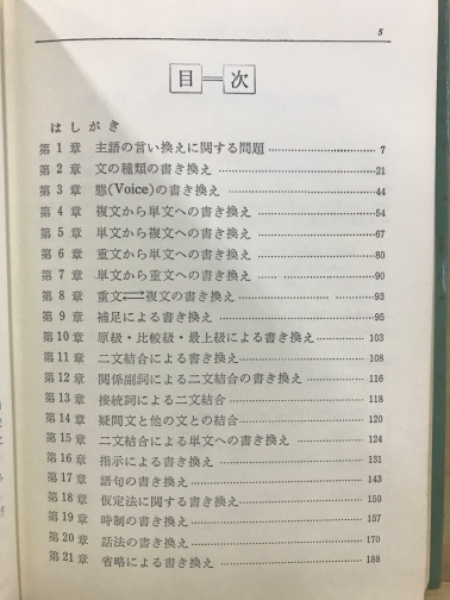 5
目次
はしがき
第1章 主語の言い換えに関する問題 7
第2章 文の種類の書き換え 21
第3章 態(Voice)の書き換え 44
第4章 複文から単文への書き換え 54
第5章 単文から複文への書き換え 67
第6章 重文から単文への書き換え 80
第7章 単文から重文への書き換え 90
第8章 重文⇄複文の書き換え 93
第9章 補足による書き換え 95
第10章 原級・比較級・最上級による書き換え 103
第11章 二文結合による書き換え 108
第12章 関係副詞による二文結合の書き換え 116
第13章 接続詞による二文結合 118
第14章 疑問文と他の文との結合 120
第15章 二文結合による単文への書き換え 124
第16章 指示による書き換え 131
第17章 語句の書き換え 143
第18章 仮定法に関する書き換え 150
第19章 時制の書き換え 157
第20章 話法の書き換え 170
第21章 省略による書き換え 188